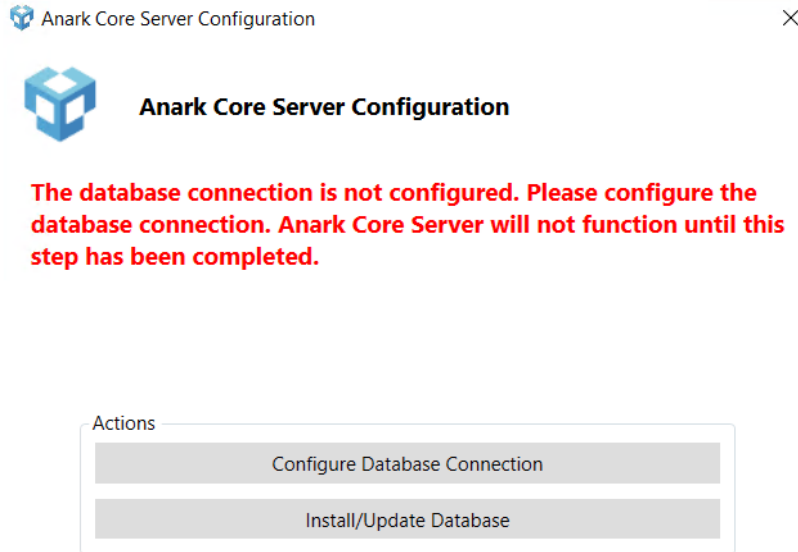 Anark Core Server Configuration
Anark Core Server Configuration
The database connection is not configured. Please configure the
database connection. Anark Core Server will not function until this
step has been completed.
Actions
Configure Database Connection
Install/Update Database